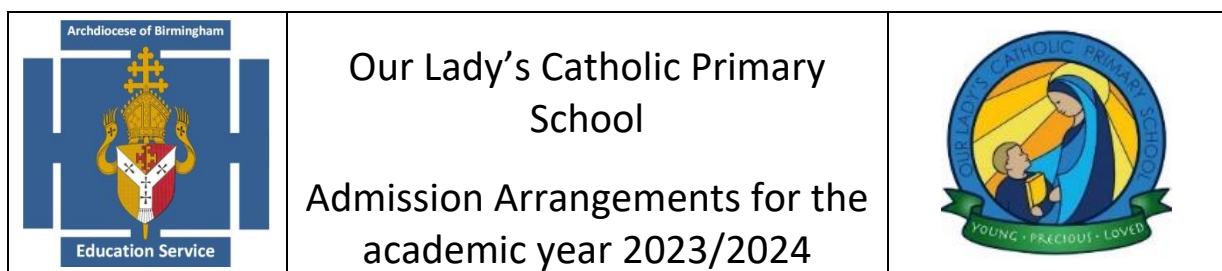 Archdiocese of Birmingham
Education Service
Our Lady’s Catholic Primary
School
Admission Arrangements for the
academic year 2023/2024
OUR LADY'S CATHOLIC PRIMARY SCHOOL
YOUNG · PRECIOUS · LOVED